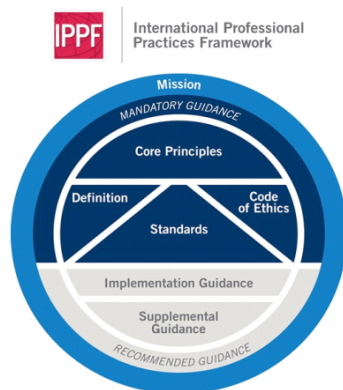 IPPF
International Professional
Practices Framework
Mission
MANDATORY GUIDANCE
Core Principles
Definition
Code
of Ethics
Standards
Implementation Guidance
Supplemental
Guidance
RECOMMENDED GUIDANCE